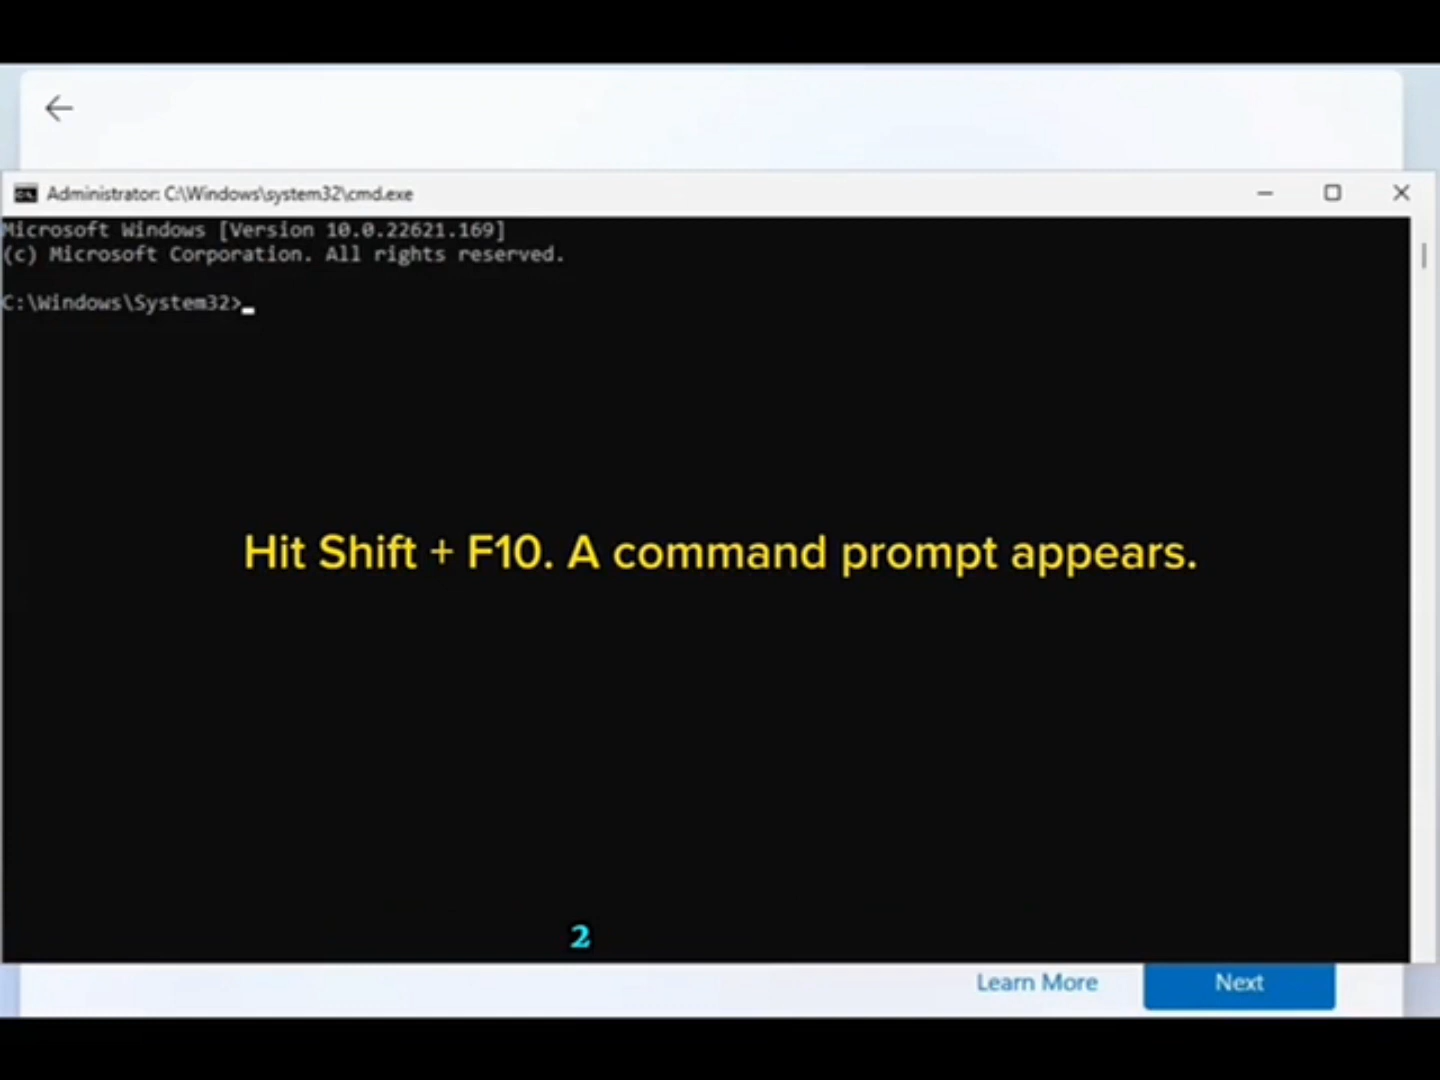 Administrator: C:\Windows\system32\cmd.exe
Microsoft Windows [Version 10.0.22621.169]
(c) Microsoft Corporation. All rights reserved.
C:\Windows\System32>
Hit Shift + F10. A command prompt appears.
2
Learn More
Next